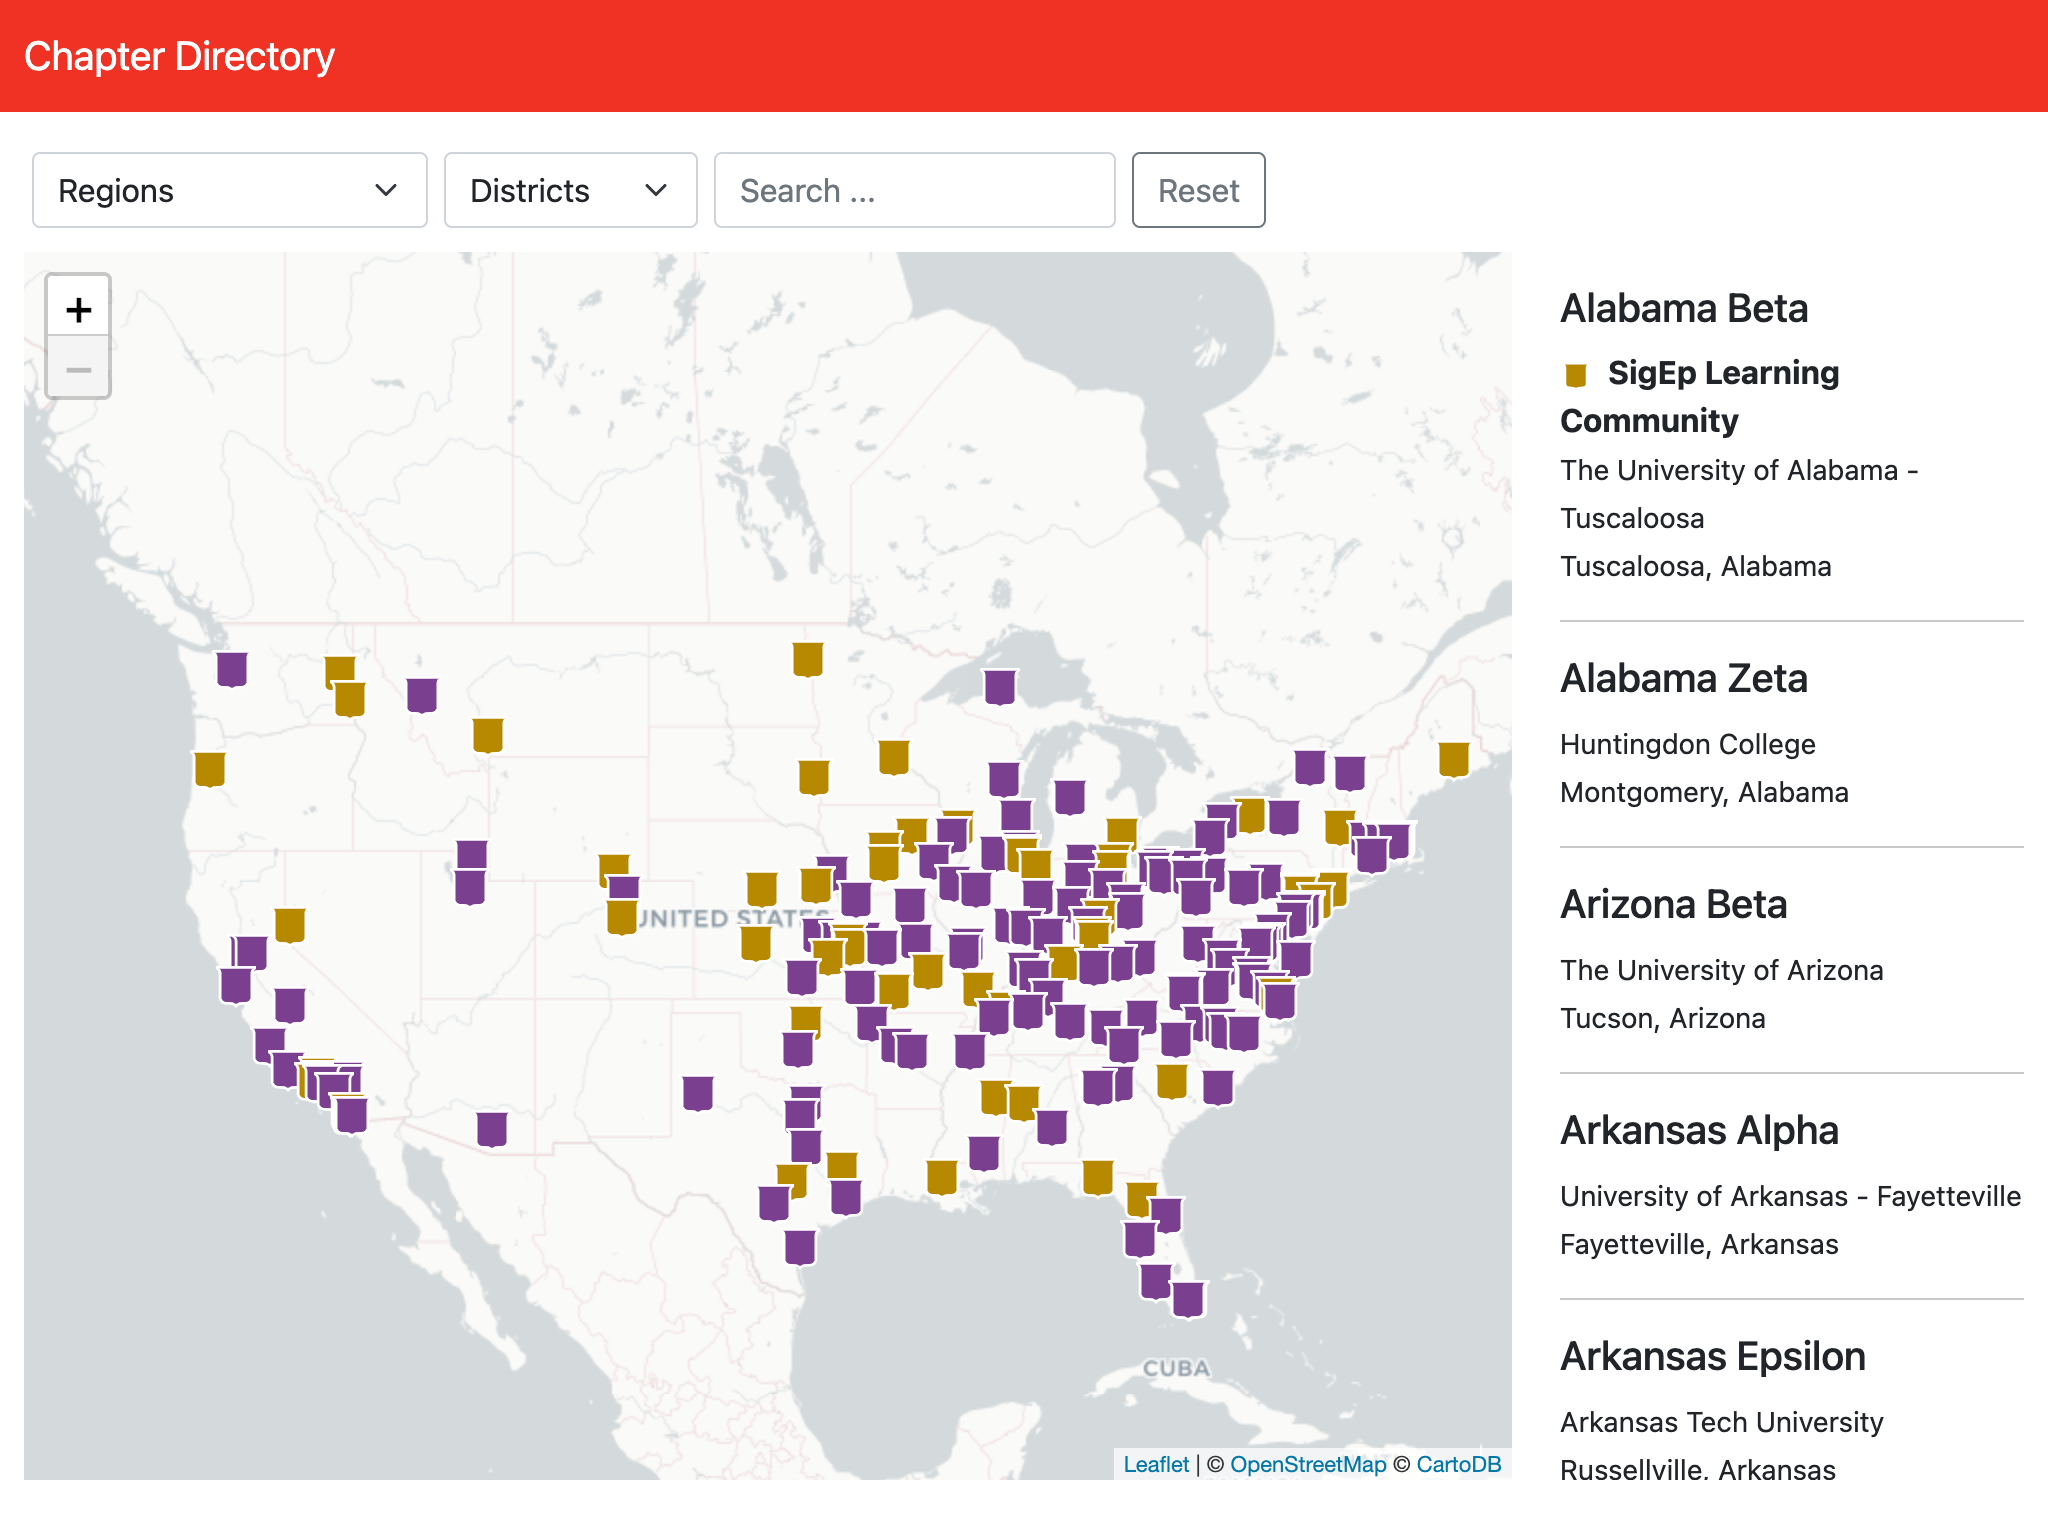 Chapter Directory
Regions
Districts
Search ...
Reset
+
−
UNITED STATES
CUBA
Leaflet | © OpenStreetMap © CartoDB
Alabama Beta
SigEp Learning
Community
The University of Alabama -
Tuscaloosa
Tuscaloosa, Alabama
Alabama Zeta
Huntingdon College
Montgomery, Alabama
Arizona Beta
The University of Arizona
Tucson, Arizona
Arkansas Alpha
University of Arkansas - Fayetteville
Fayetteville, Arkansas
Arkansas Epsilon
Arkansas Tech University
Russellville, Arkansas